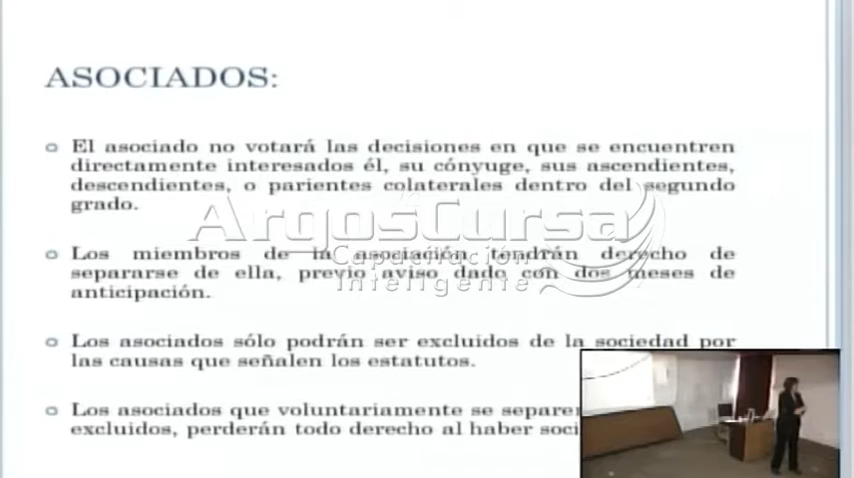 ASOCIADOS:
El asociado no votará las decisiones en que se encuentren
directamente interesados él, su cónyuge, sus ascendientes,
descendientes, o parientes colaterales dentro del segundo
grado.
ArgosCursa
Capacitación
Inteligente
Los miembros de la asociación tendrán derecho de
separarse de ella, previo aviso dado con dos meses de
anticipación.
Los asociados sólo podrán ser excluidos de la sociedad por
las causas que señalen los estatutos.
Los asociados que voluntariamente se separen
excluidos, perderán todo derecho al haber soci